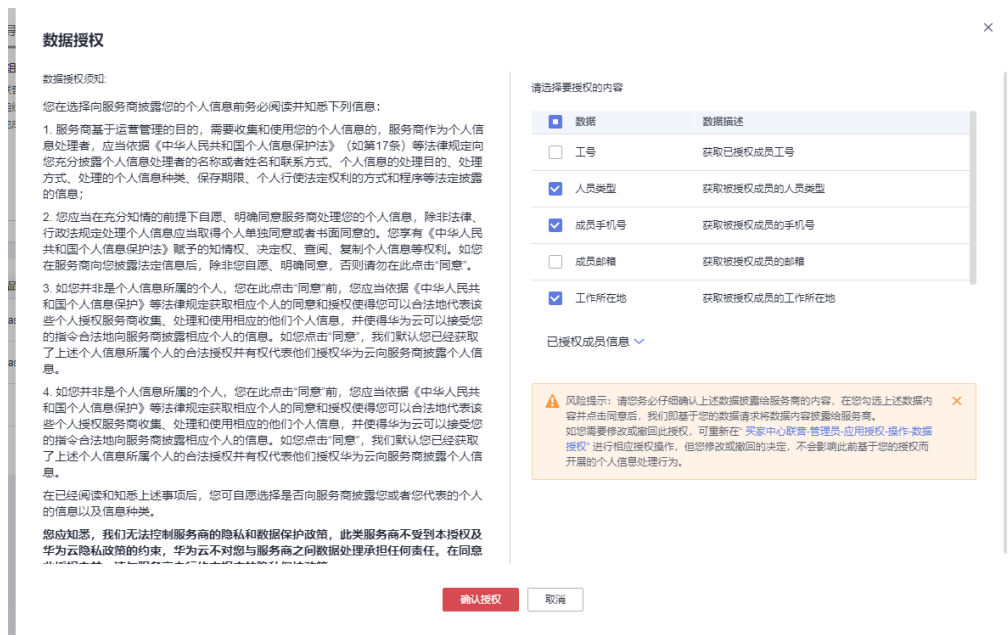 数据授权
数据授权须知:
您在选择向服务商披露您的个人信息前务必阅读并知悉下列信息：
1. 服务商基于运营管理的目的，需要收集和使用您的个人信息的，服务商作为个人信
息处理者，应当依据《中华人民共和国个人信息保护法》（如第17条）等法律规定向
您充分披露个人信息处理者的名称或者姓名和联系方式、个人信息的处理目的、处理
方式、处理的个人信息种类、保存期限、个人行使法定权利的方式和程序等法定披露
的信息；
2. 您应当在充分知情的前提下自愿、明确同意服务商处理您的个人信息，除非法律、
行政法规定处理个人信息应当取得个人单独同意或者书面同意的。您享有《中华人民
共和国个人信息保护法》赋予的知情权、决定权、查阅、复制个人信息等权利。如您
在服务商向您披露法定信息后，除非您自愿、明确同意，否则请勿在此点击“同意”。
3. 如您并非是个人信息所属的个人，您在此点击“同意”前，您应当依据《中华人民共
和国个人信息保护》等法律规定获取相应个人的同意和授权使得您可以合法地代表该
些个人授权服务商收集、处理和使用相应的他们个人信息，并使得华为云可以接受您
的指令合法地向服务商披露相应个人的信息。如您点击“同意”，我们默认您已经获取
了上述个人信息所属个人的合法授权并有权代表他们授权华为云向服务商披露个人信
息。
4. 如您并非是个人信息所属的个人，您在此点击“同意”前，您应当依据《中华人民共
和国个人信息保护》等法律规定获取相应个人的同意和授权使得您可以合法地代表该
些个人授权服务商收集、处理和使用相应的他们个人信息，并使得华为云可以接受您
的指令合法地向服务商披露相应个人的信息。如您点击“同意”，我们默认您已经获取
了上述个人信息所属个人的合法授权并有权代表他们授权华为云向服务商披露个人信
息。
在已经阅读和知悉上述事项后，您可自愿选择是否向服务商披露您或者您代表的个人
的信息以及信息种类。
您应知悉，我们无法控制服务商的隐私和数据保护政策，此类服务商不受到本授权及
华为云隐私政策的约束，华为云不对您与服务商之间数据处理承担任何责任。在同意
请选择要授权的内容
数据 数据描述
工号 获取已授权成员工号
人员类型 获取被授权成员的人员类型
成员手机号 获取被授权成员的手机号
成员邮箱 获取被授权成员的邮箱
工作所在地 获取被授权成员的工作所在地
已授权成员信息
风险提示：请您务必仔细确认上述数据披露给服务商的内容，在您勾选上述数据内
容并点击同意后，我们即基于您的数据请求将数据内容披露给服务商。
如您需要修改或撤回此授权，可重新在“ 买家中心联营-管理员-应用授权-操作-数据
授权” 进行相应授权操作，但您修改或撤回的决定，不会影响此前基于您的授权而
开展的个人信息处理行为。
确认授权 取消